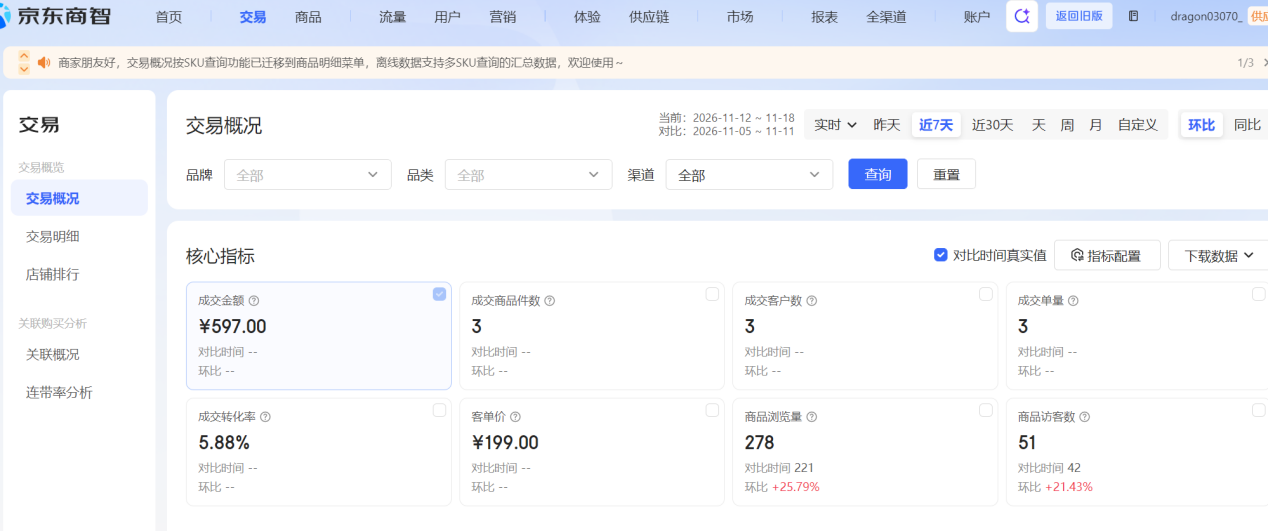 京东商智 首页 交易 商品 流量 用户 营销 体验 供应链 市场 报表 全渠道 账户 返回旧版 dragon03070_
商家朋友好，交易概况按SKU查询功能已迁移到商品明细菜单，离线数据支持多SKU查询的汇总数据，欢迎使用～ 1/3
交易
交易概览
交易概况
交易明细
店铺排行
关联购买分析
关联概况
连带率分析
交易概况
当前：2026-11-12 ~ 11-18
对比：2026-11-05 ~ 11-11
实时 昨天 近7天 近30天 天 周 月 自定义 环比 同比
品牌 全部 品类 全部 渠道 全部 查询 重置
核心指标 对比时间真实值 指标配置 下载数据
成交金额 成交商品件数 成交客户数 成交单量
¥597.00 3 3 3
对比时间 -- 对比时间 -- 对比时间 -- 对比时间 --
环比 -- 环比 -- 环比 -- 环比 --
成交转化率 客单价 商品浏览量 商品访客数
5.88% ¥199.00 278 51
对比时间 -- 对比时间 -- 对比时间 221 对比时间 42
环比 -- 环比 -- 环比 +25.79% 环比 +21.43%